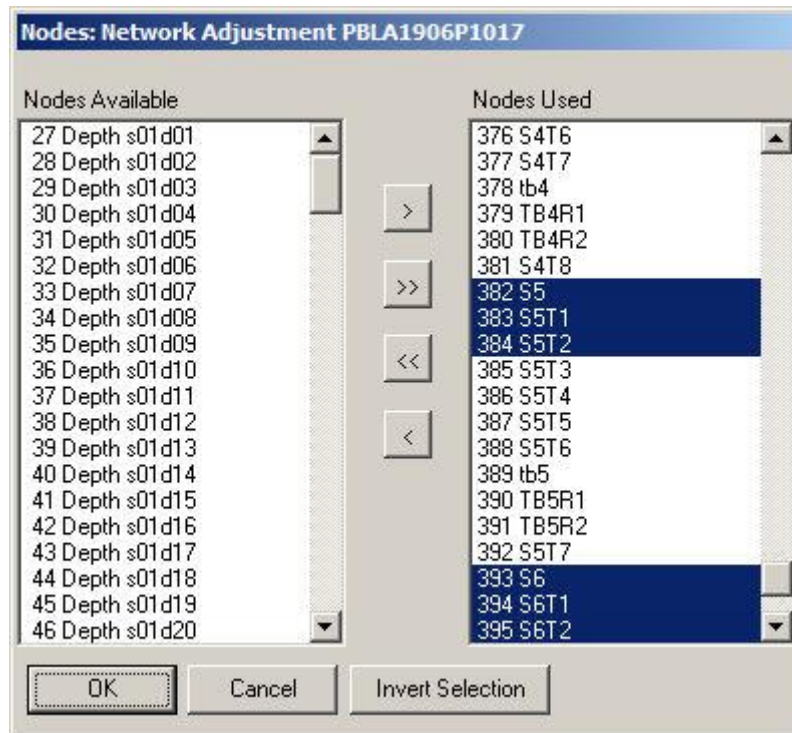 Nodes: Network Adjustment PBLA1906P1017
Nodes Available
27 Depth s01d01
28 Depth s01d02
29 Depth s01d03
30 Depth s01d04
31 Depth s01d05
32 Depth s01d06
33 Depth s01d07
34 Depth s01d08
35 Depth s01d09
36 Depth s01d10
37 Depth s01d11
38 Depth s01d12
39 Depth s01d13
40 Depth s01d14
41 Depth s01d15
42 Depth s01d16
43 Depth s01d17
44 Depth s01d18
45 Depth s01d19
46 Depth s01d20
>
>>
<<
<
Nodes Used
376 S4T6
377 S4T7
378 tb4
379 TB4R1
380 TB4R2
381 S4T8
382 S5
383 S5T1
384 S5T2
385 S5T3
386 S5T4
387 S5T5
388 S5T6
389 tb5
390 TB5R1
391 TB5R2
392 S5T7
393 S6
394 S6T1
395 S6T2
OK Cancel Invert Selection